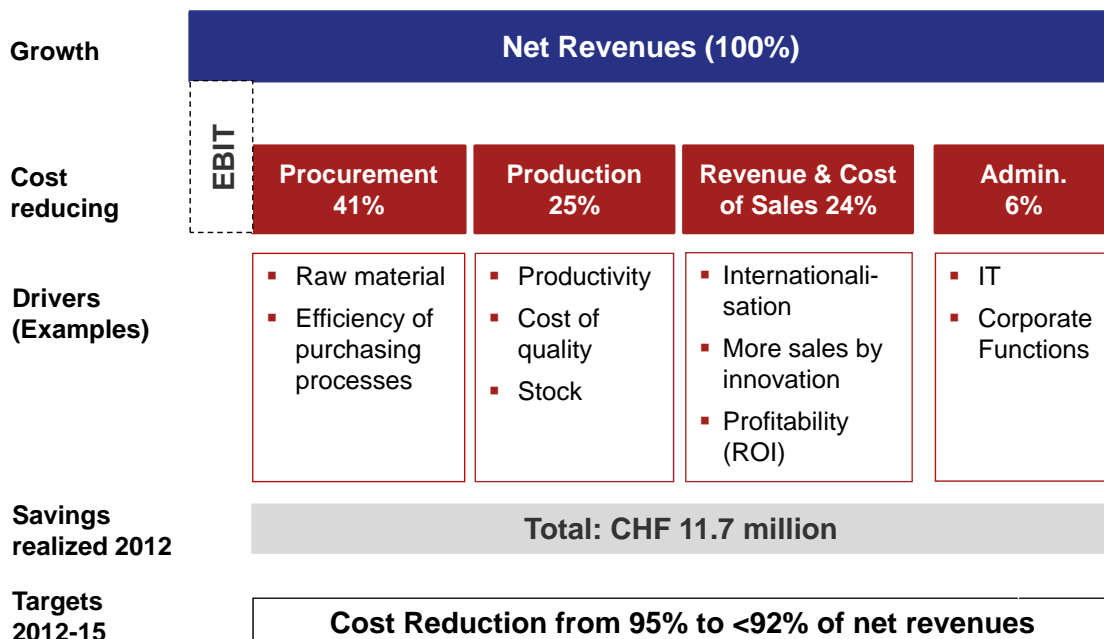 Growth
Net Revenues (100%)
EBIT
Cost
reducing
Procurement
41%
Production
25%
Revenue & Cost
of Sales 24%
Admin.
6%
Drivers
(Examples)
▪ Raw material
▪ Efficiency of
purchasing
processes
▪ Productivity
▪ Cost of
quality
▪ Stock
▪ Internationali-
sation
▪ More sales by
innovation
▪ Profitability
(ROI)
▪ IT
▪ Corporate
Functions
Savings
realized 2012
Total: CHF 11.7 million
Targets
2012-15
Cost Reduction from 95% to <92% of net revenues